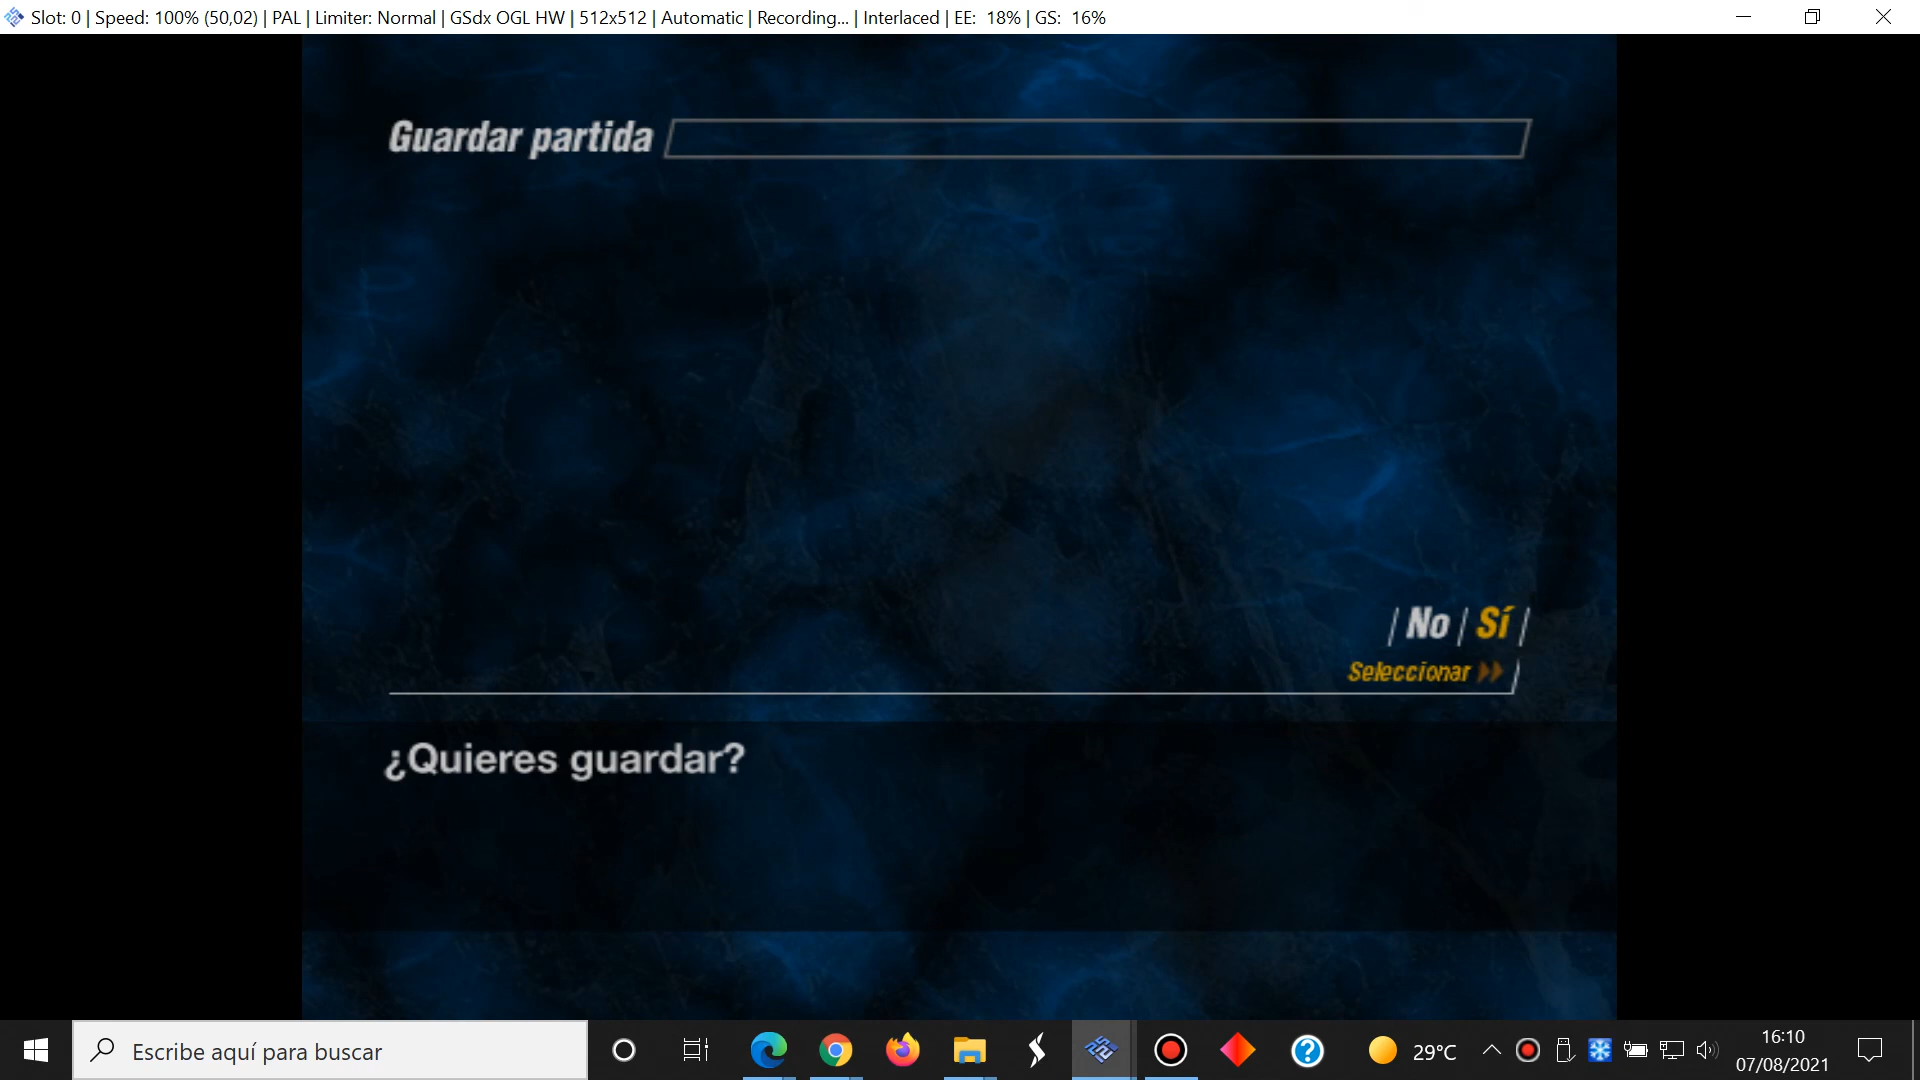 Slot: 0 | Speed: 100% (50,02) | PAL | Limiter: Normal | GSdx OGL HW | 512x512 | Automatic | Recording... | Interlaced | EE:  18% | GS:  16%
Guardar partida
/ No / Sí /
Seleccionar
¿Quieres guardar?
Escribe aquí para buscar
29°C
16:10
07/08/2021